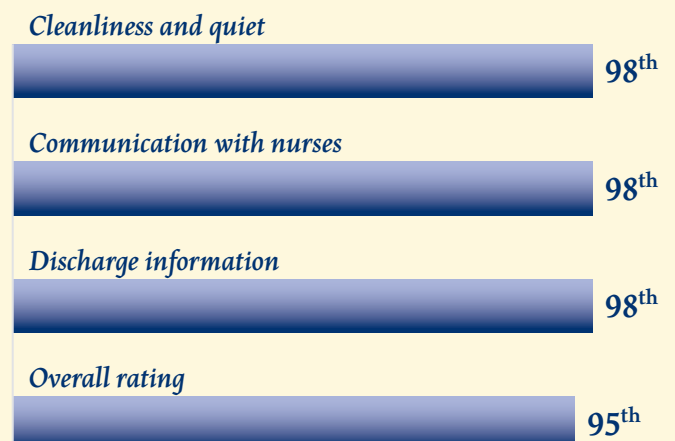 Cleanliness and quiet
98th
Communication with nurses
98th
Discharge information
98th
Overall rating
95th